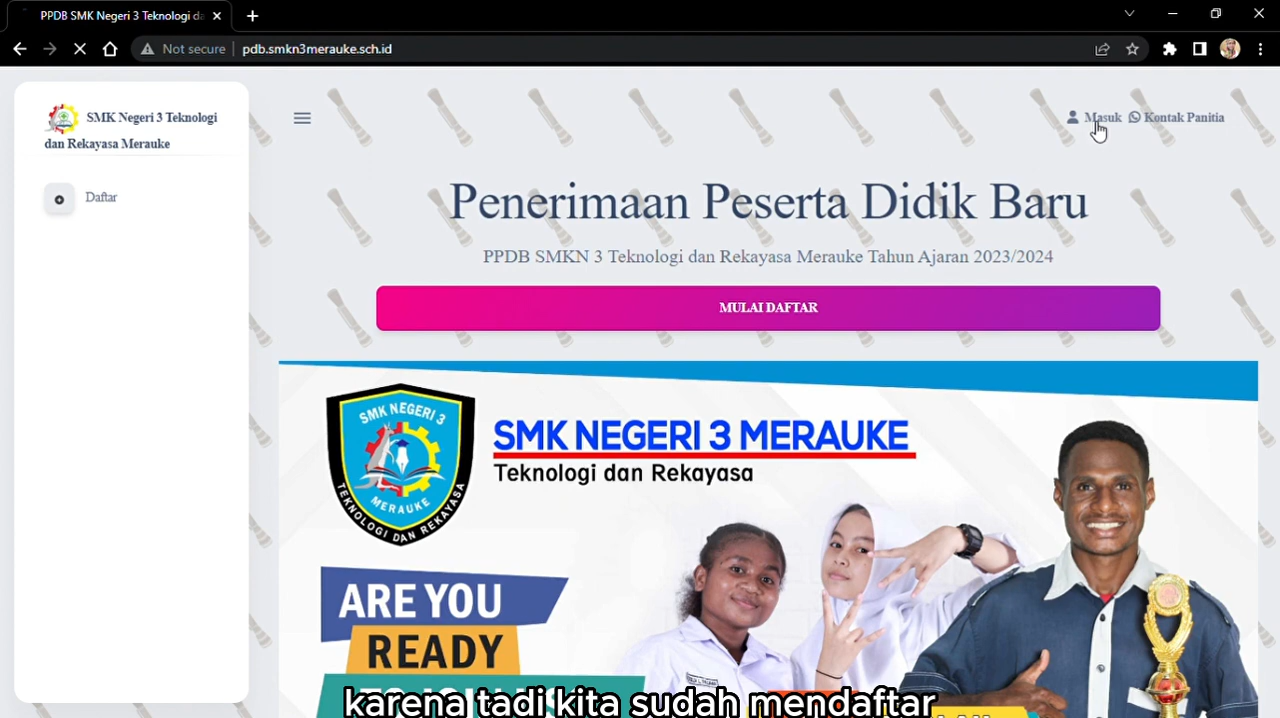 PPDB SMK Negeri 3 Teknologi da
Not secure
pdb.smkn3merauke.sch.id
SMK Negeri 3 Teknologi
dan Rekayasa Merauke
Daftar
Masuk
Kontak Panitia
Penerimaan Peserta Didik Baru
PPDB SMKN 3 Teknologi dan Rekayasa Merauke Tahun Ajaran 2023/2024
MULAI DAFTAR
SMK NEGERI 3
MERAUKE
TEKNOLOGI DAN REKAYASA
SMK NEGERI 3 MERAUKE
Teknologi dan Rekayasa
ARE YOU
READY
karena tadi kita sudah mendaftar